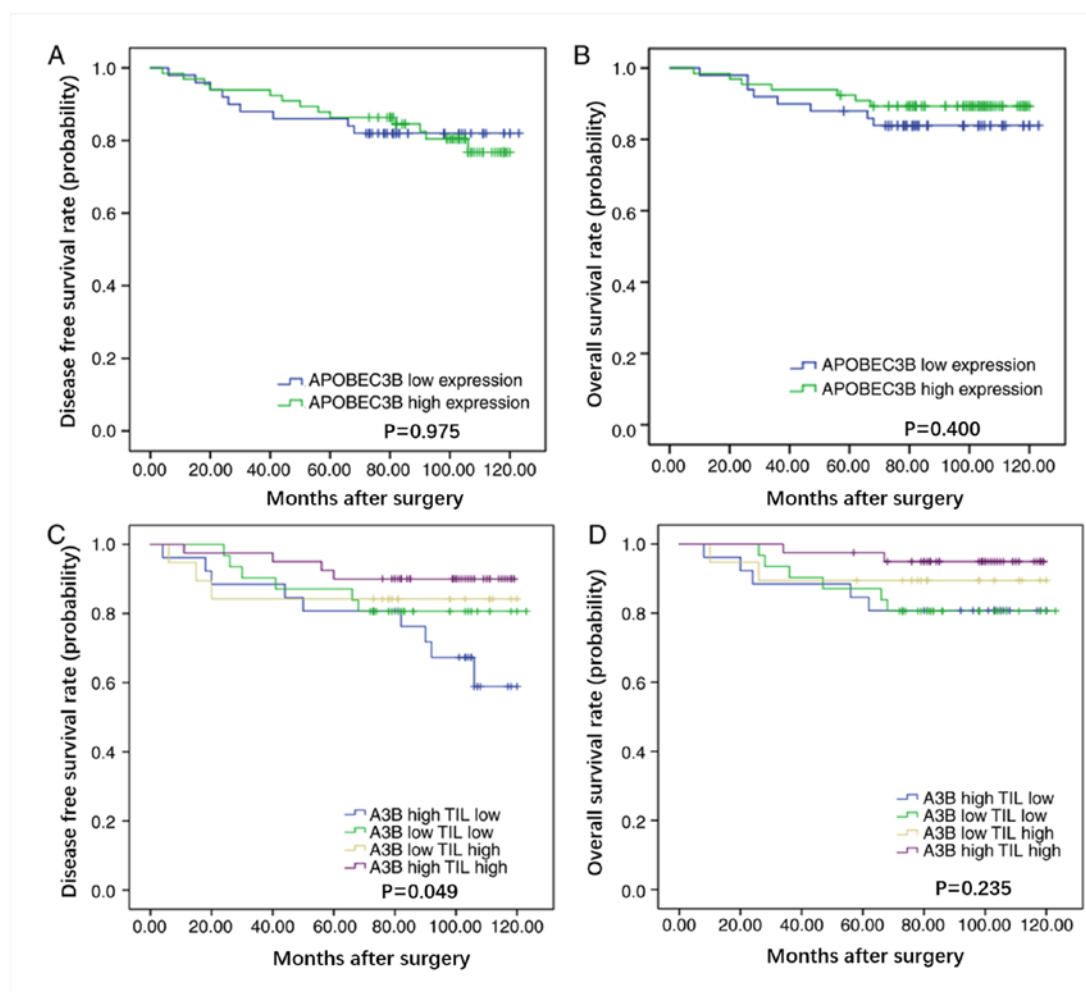 A
Disease free survival rate (probability)
1.0
0.8
0.6
0.4
0.2
0.0
APOBEC3B low expression
APOBEC3B high expression
P=0.975
0.00 20.00 40.00 60.00 80.00 100.00 120.00
Months after surgery
B
Overall survival rate (probability)
1.0
0.8
0.6
0.4
0.2
0.0
APOBEC3B low expression
APOBEC3B high expression
P=0.400
0.00 20.00 40.00 60.00 80.00 100.00 120.00
Months after surgery
C
Disease free survival rate (probability)
1.0
0.8
0.6
0.4
0.2
0.0
A3B high TIL low
A3B low TIL low
A3B low TIL high
A3B high TIL high
P=0.049
0.00 20.00 40.00 60.00 80.00 100.00 120.00
Months after surgery
D
Overall survival rate (probability)
1.0
0.8
0.6
0.4
0.2
0.0
A3B high TIL low
A3B low TIL low
A3B low TIL high
A3B high TIL high
P=0.235
0.00 20.00 40.00 60.00 80.00 100.00 120.00
Months after surgery